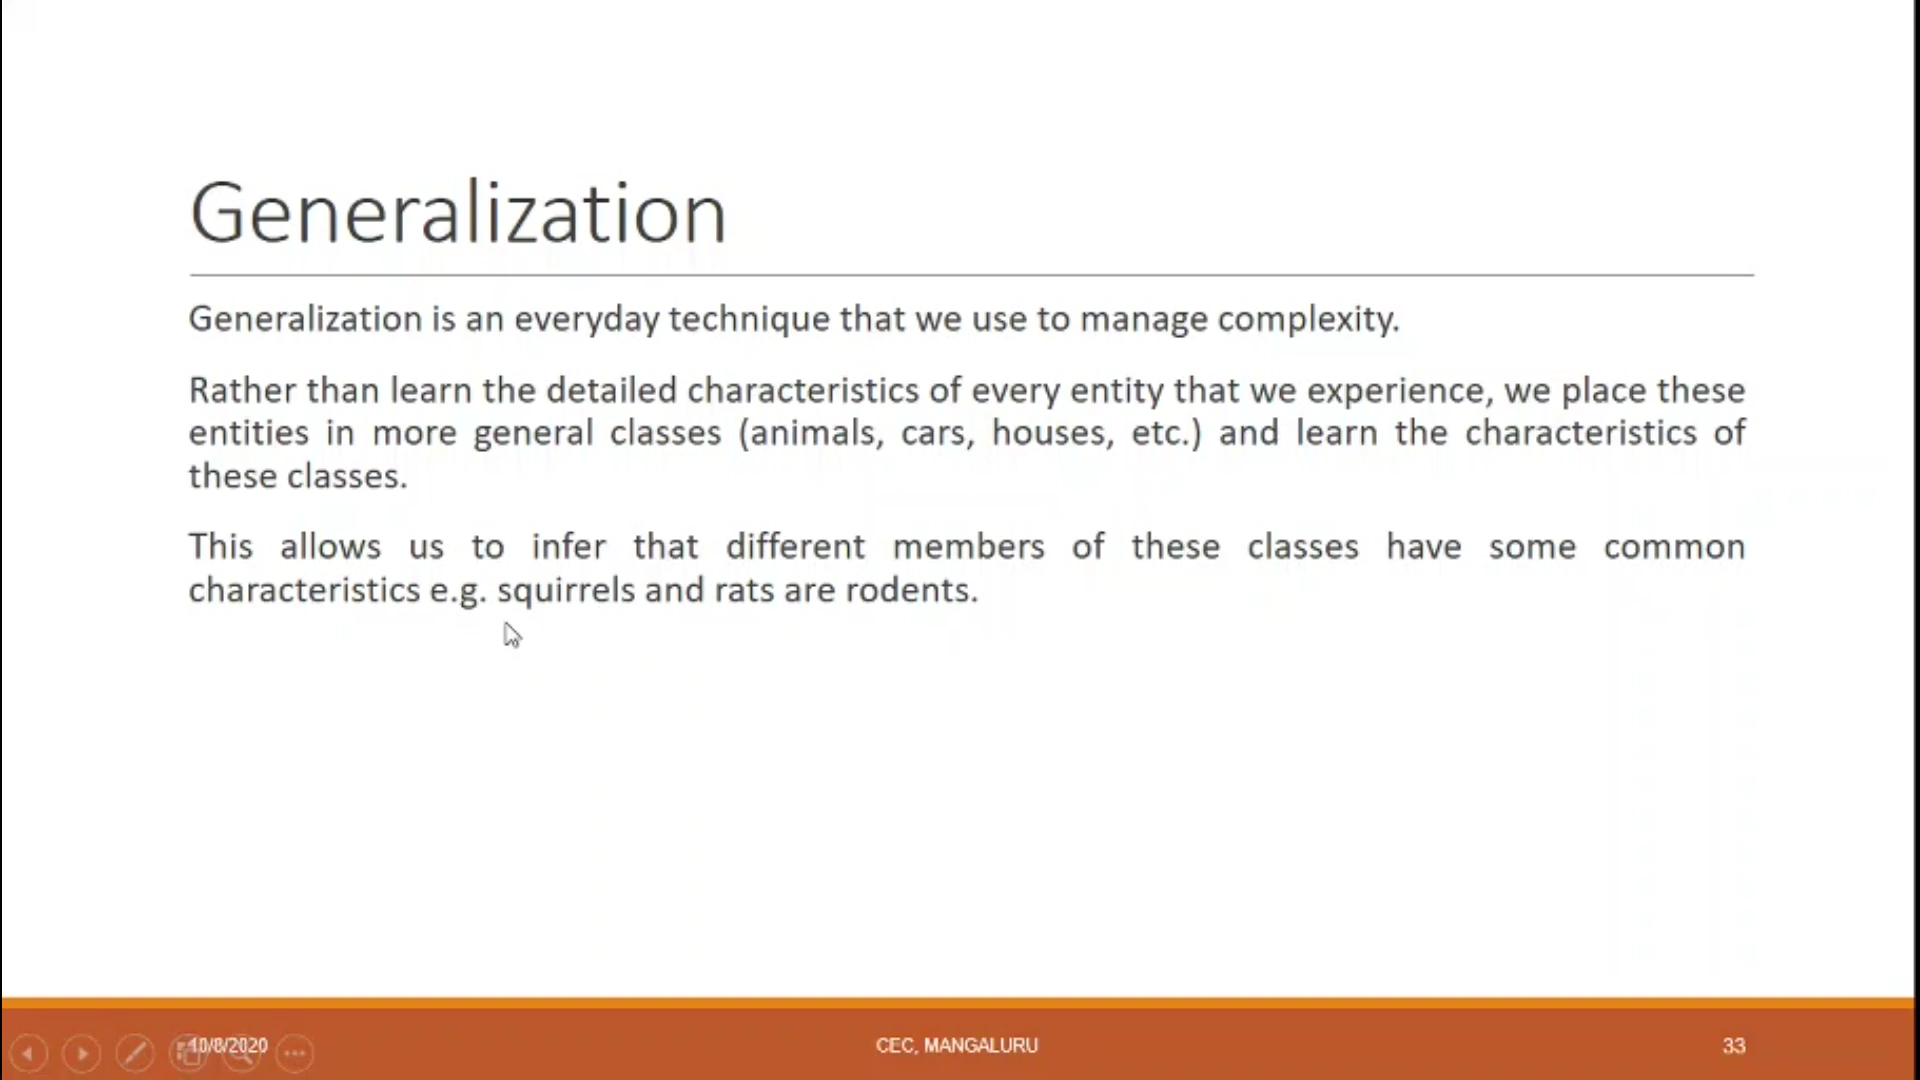 Generalization
Generalization is an everyday technique that we use to manage complexity.
Rather than learn the detailed characteristics of every entity that we experience, we place these
entities in more general classes (animals, cars, houses, etc.) and learn the characteristics of
these classes.
This allows us to infer that different members of these classes have some common
characteristics e.g. squirrels and rats are rodents.
10/8/2020
CEC, MANGALURU
33